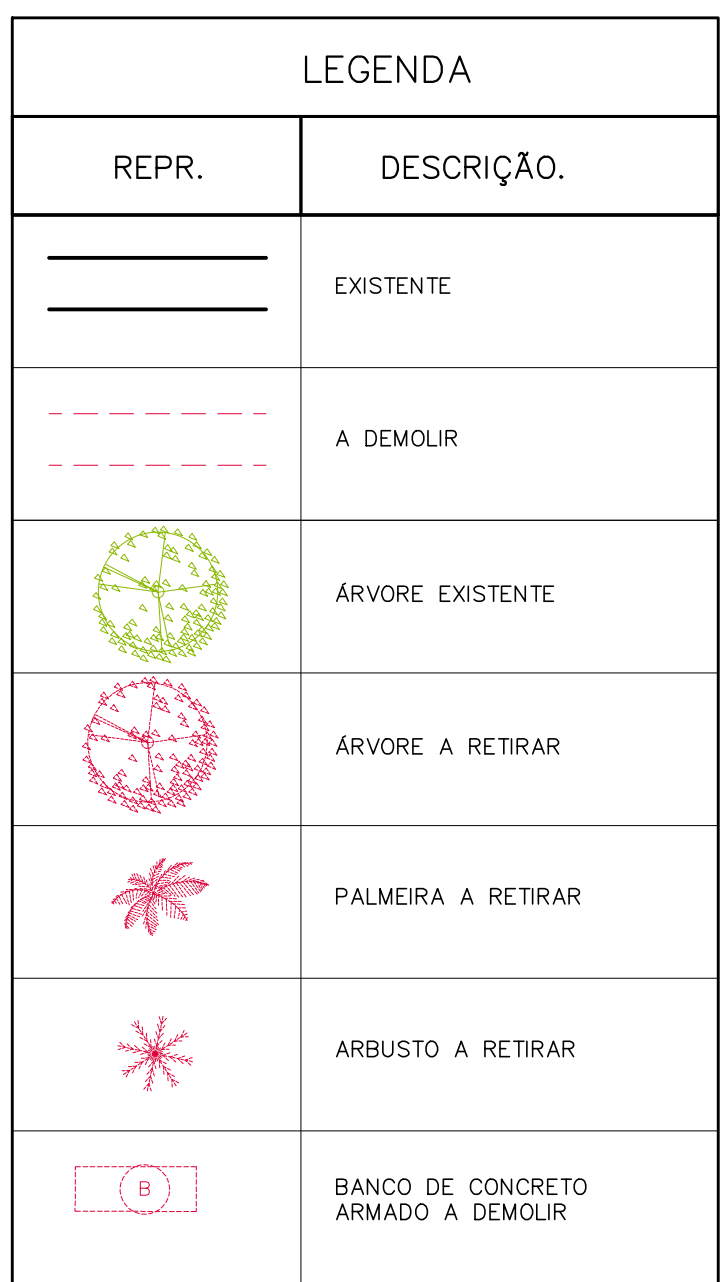 LEGENDA
REPR.
DESCRIÇÃO.
EXISTENTE
A DEMOLIR
ÁRVORE EXISTENTE
ÁRVORE A RETIRAR
PALMEIRA A RETIRAR
ARBUSTO A RETIRAR
B
BANCO DE CONCRETO
ARMADO A DEMOLIR